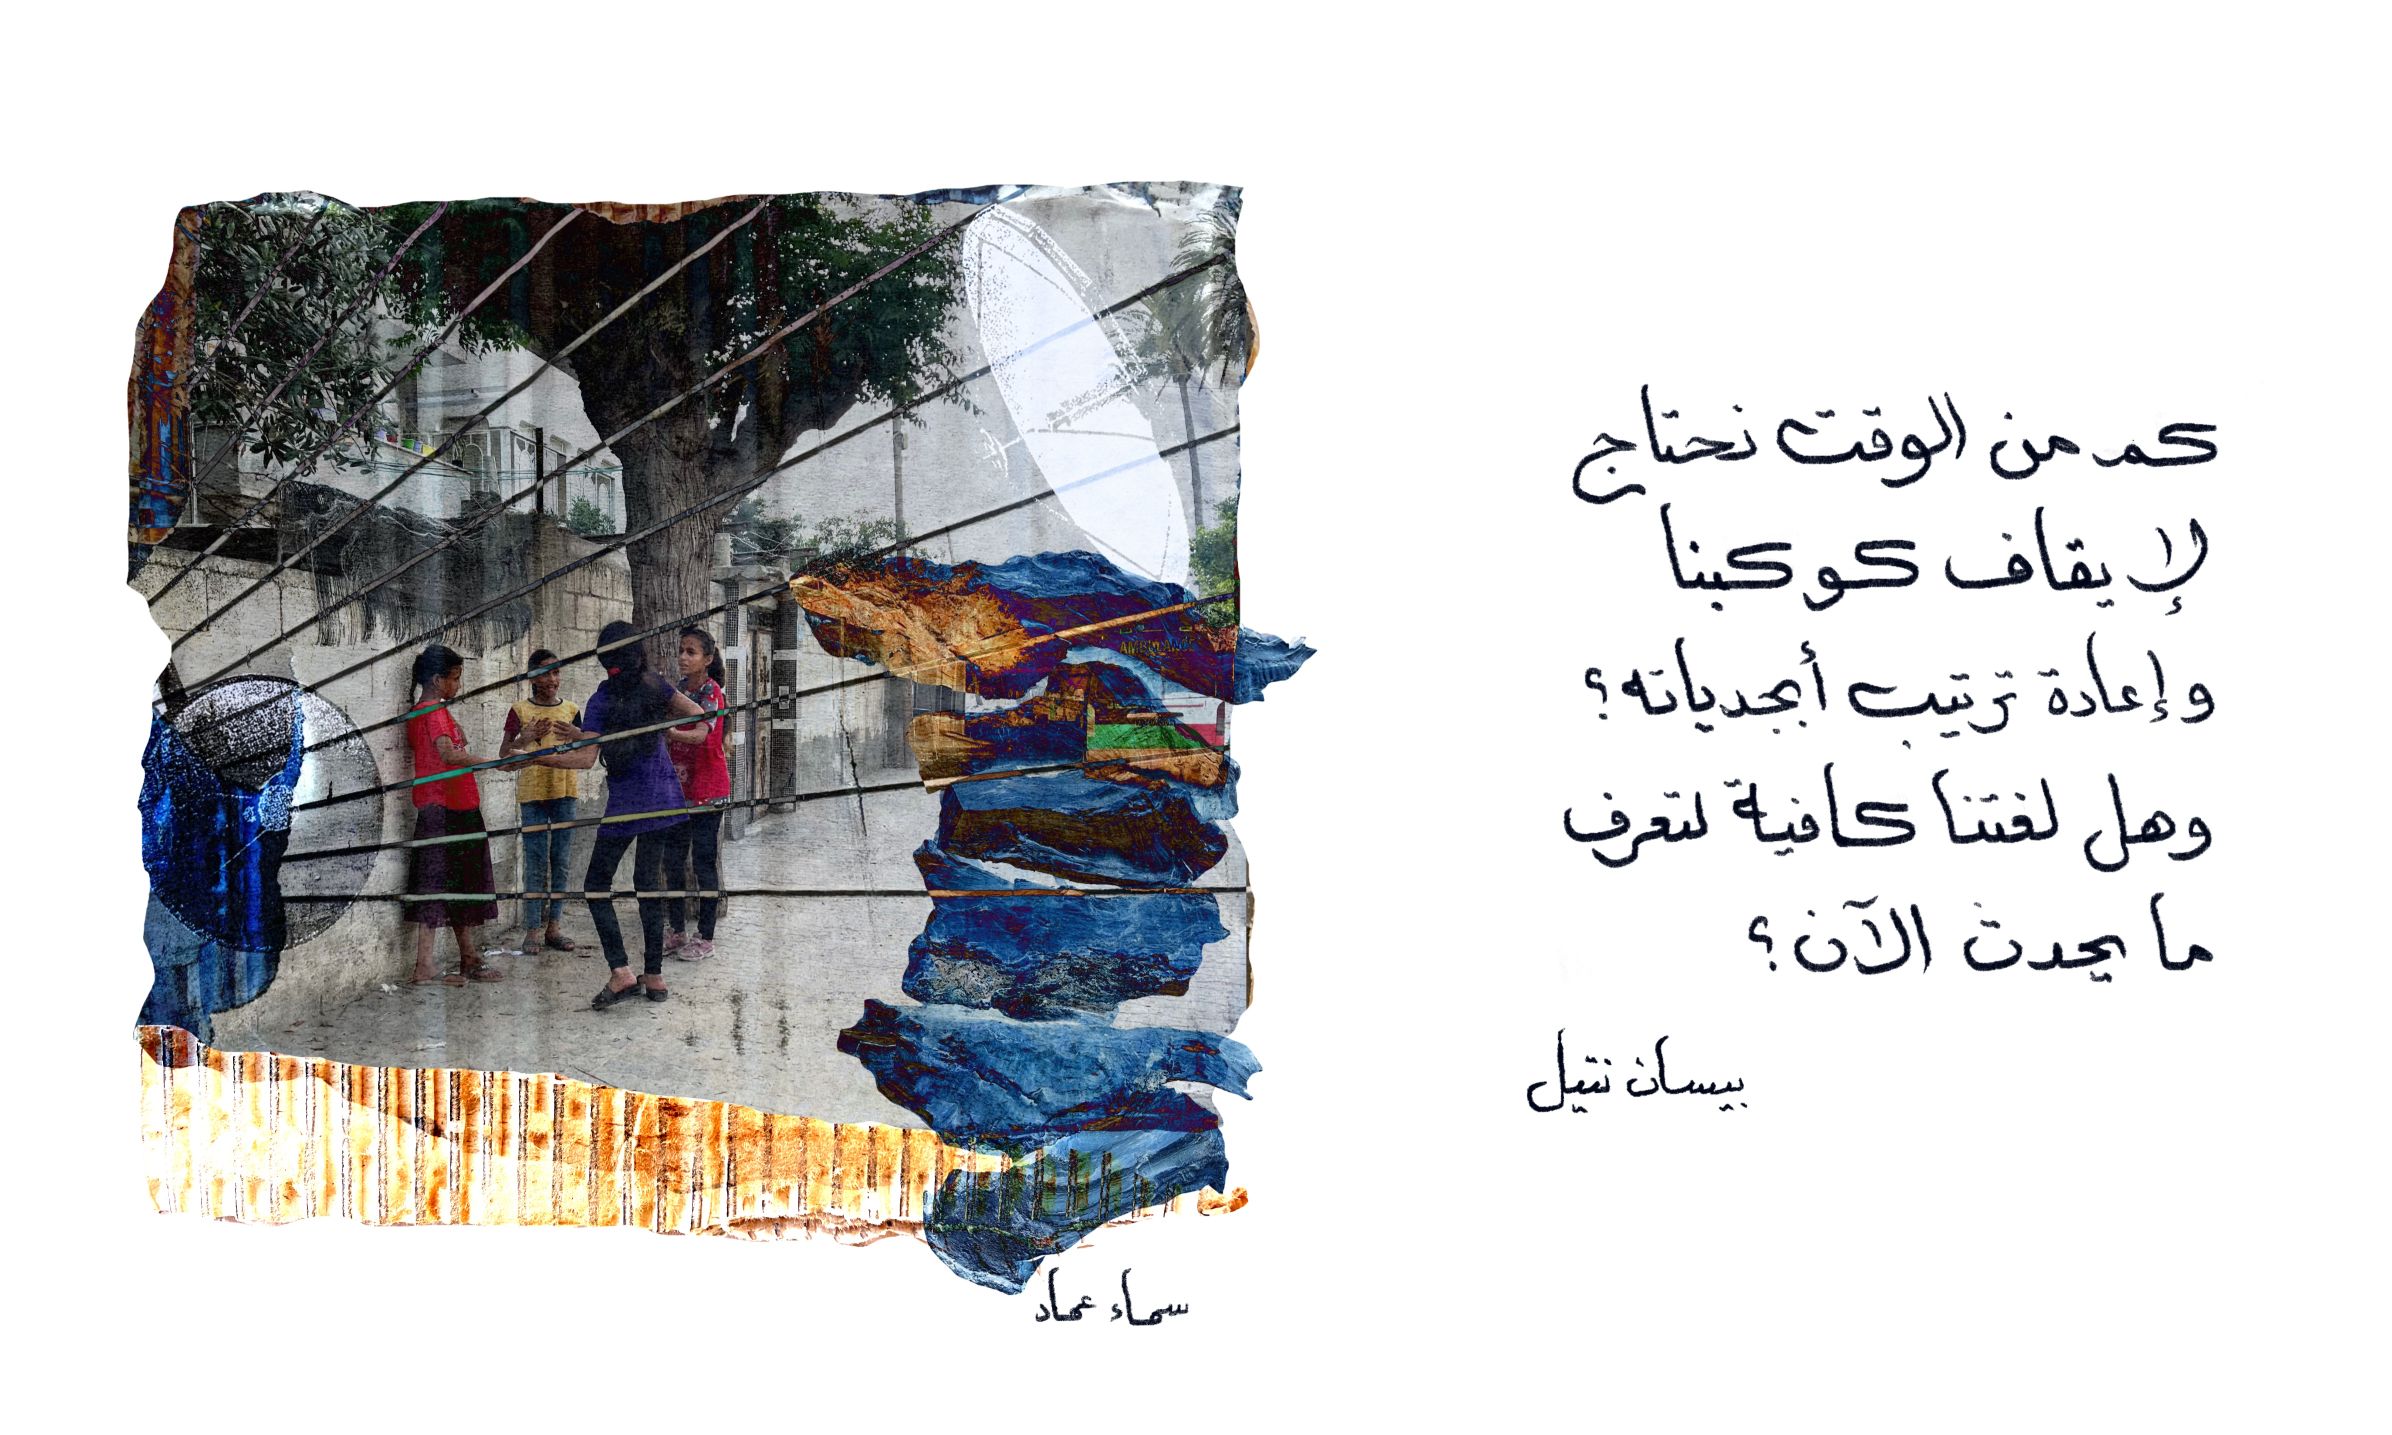 كم من الوقت نحتاج
لإيقاف كوكبنا
وإعادة ترتيب أبجدياته؟
وهل لغتنا كافية لتعرف
ما يحدث الآن؟
بيسان نتيل
سماء عماد
AMBULANCE